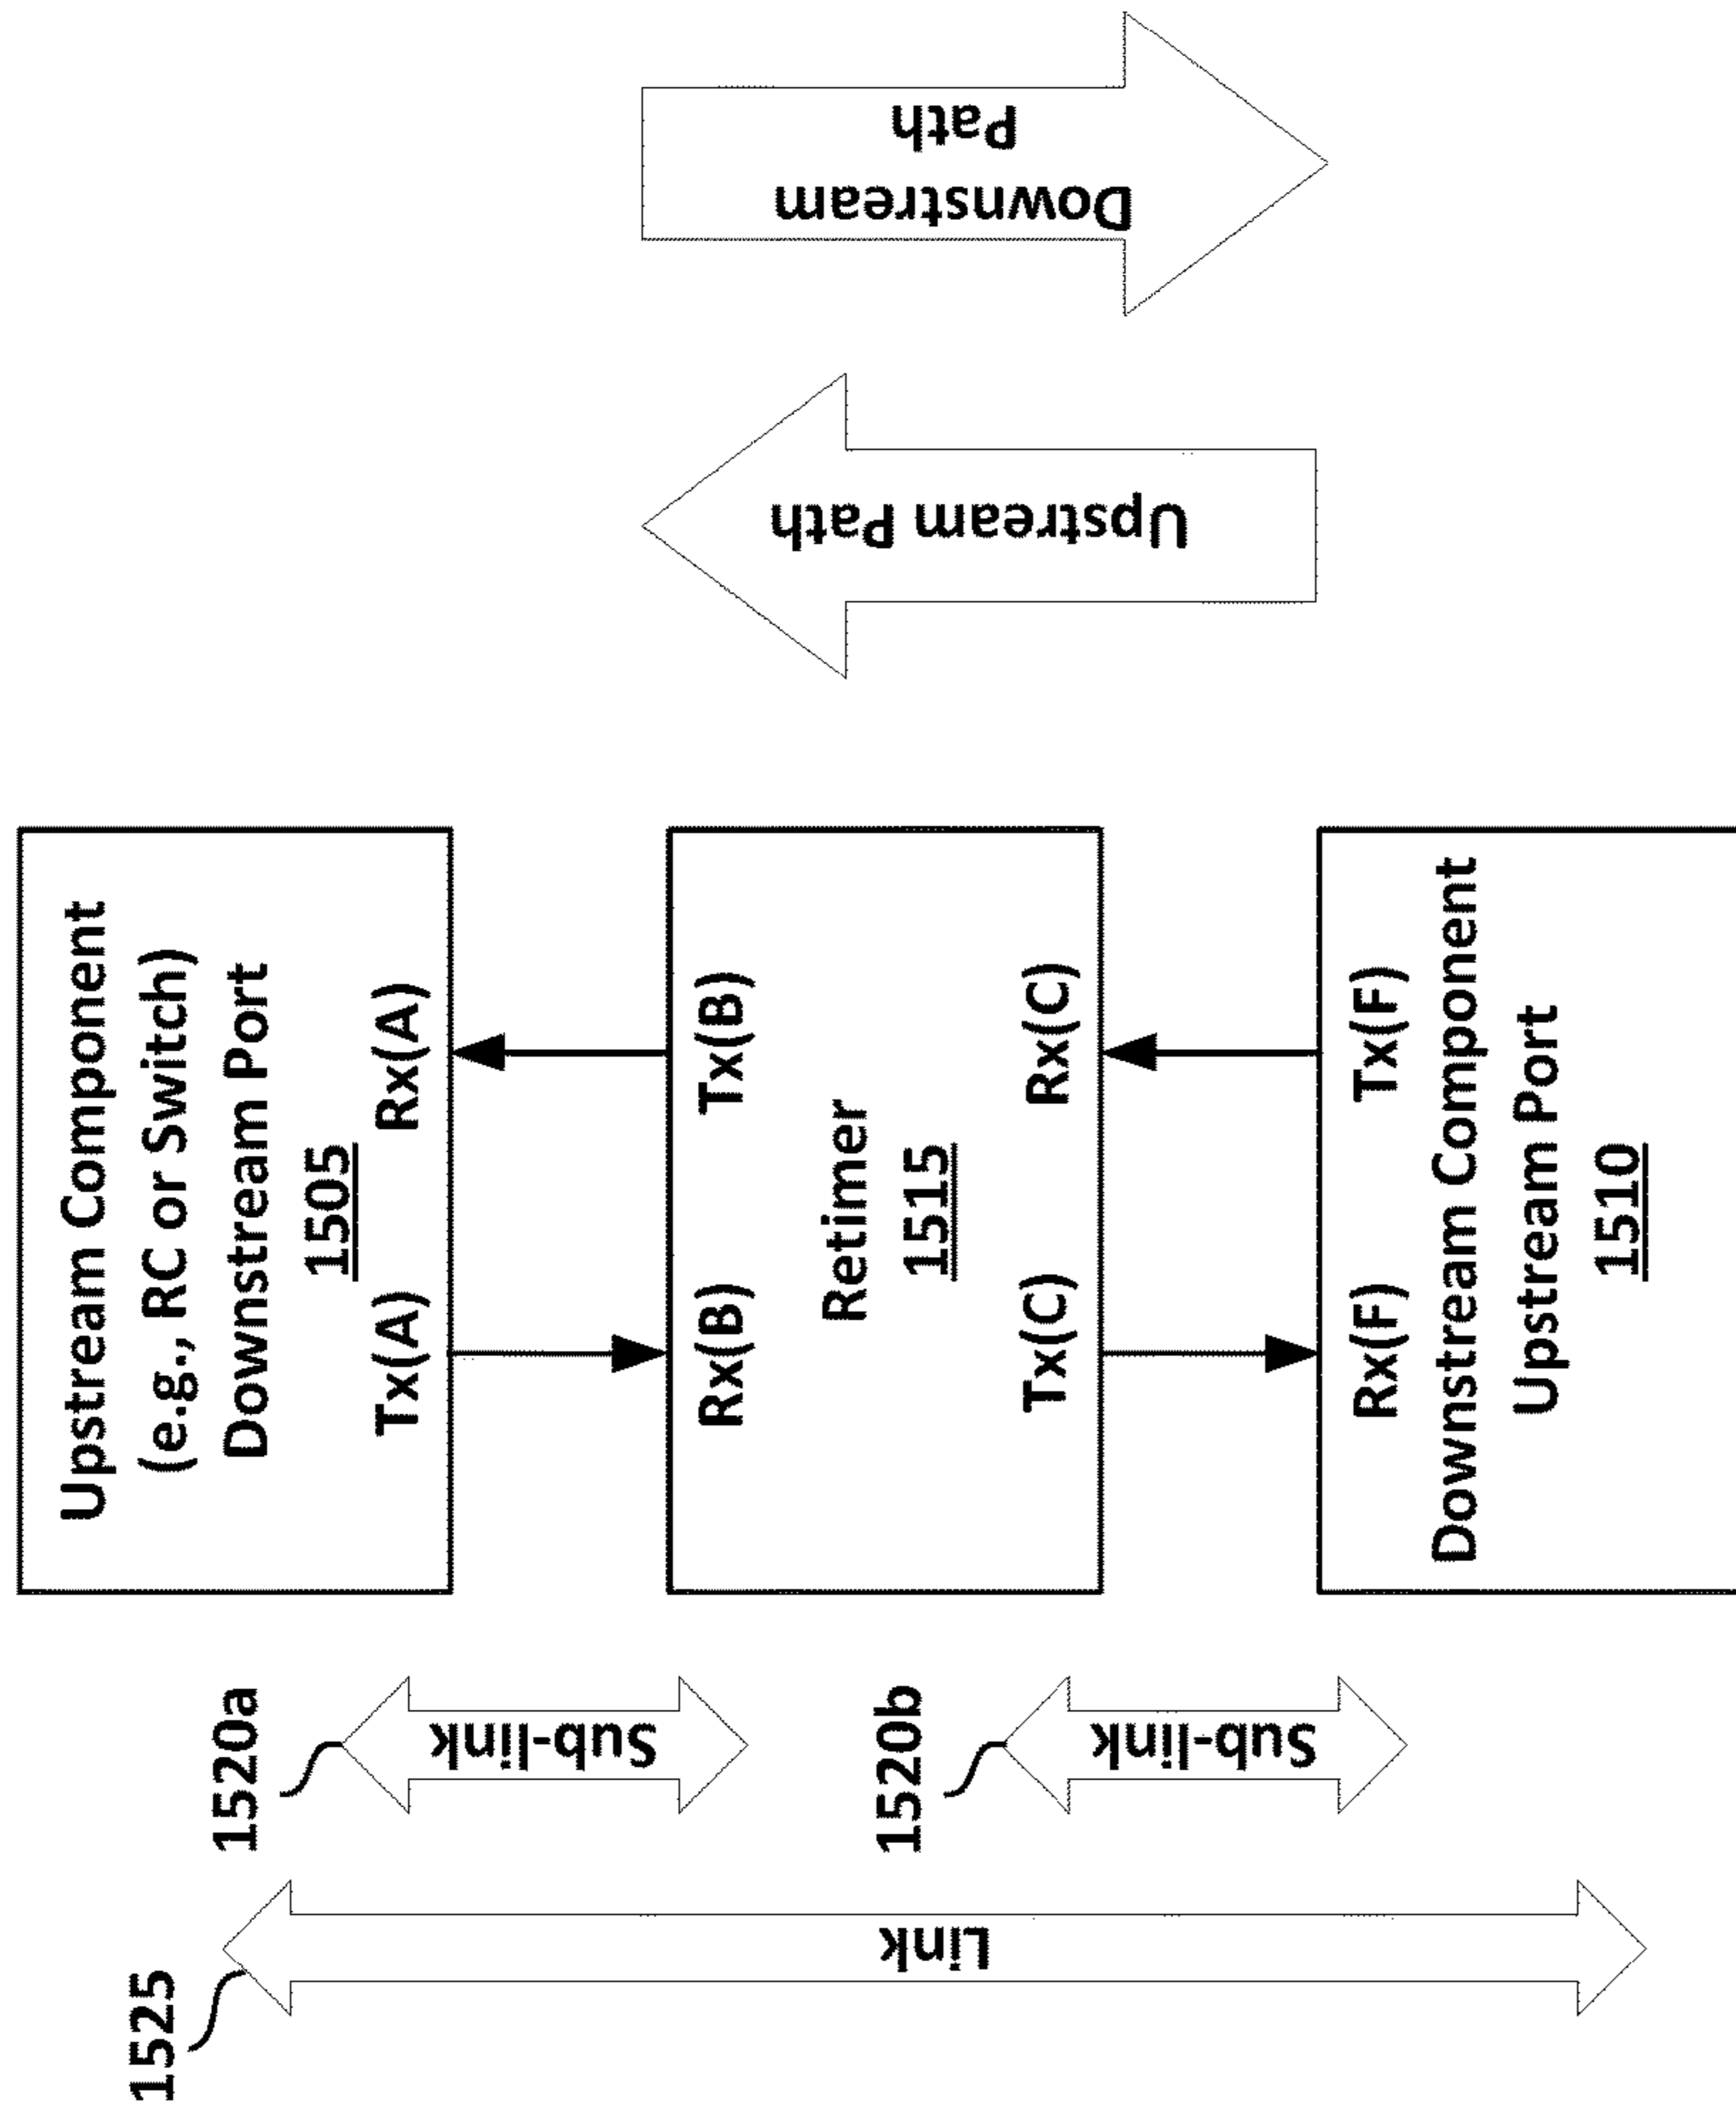 1525
Link
1520a
Sub-link
1520b
Sub-link
Upstream Component
(e.g., RC or Switch)
Downstream Port
1505
Tx(A)
Rx(A)
Rx(B)
Tx(B)
Retimer
1515
Tx(C)
Rx(C)
Rx(F)
Tx(F)
Downstream Component
Upstream Port
1510
Upstream Path
Downstream
Path